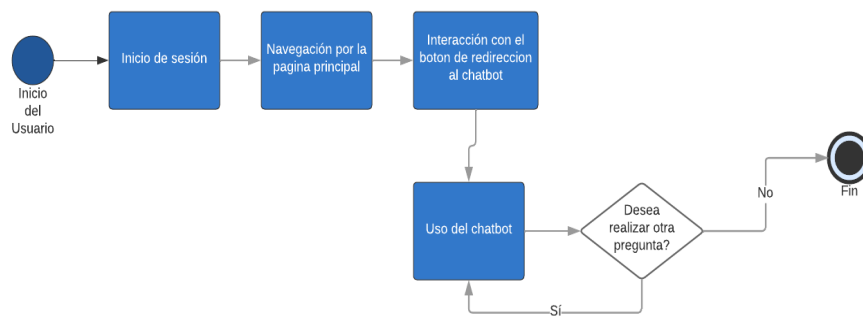 Inicio
del
Usuario
Inicio de sesión
Navegación por la
pagina principal
Interacción con el
boton de redireccion
al chatbot
Uso del chatbot
Desea
realizar otra
pregunta?
Sí
No
Fin